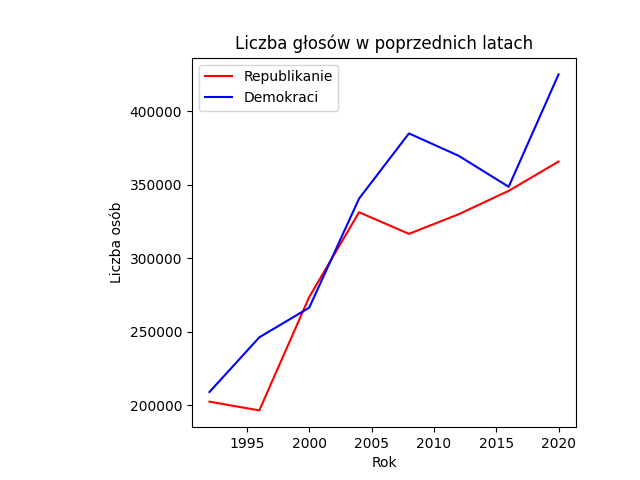 Liczba głosów w poprzednich latach
Republikanie
Demokraci
400000
350000
300000
250000
200000
Liczba osób
1995 2000 2005 2010 2015 2020
Rok